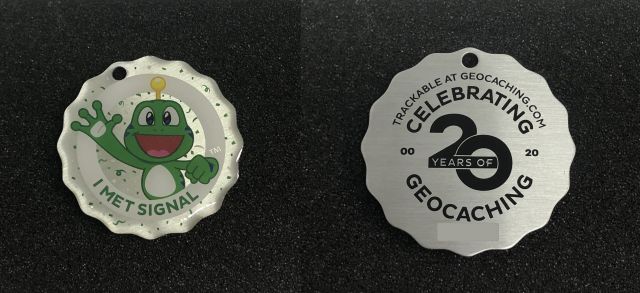 I MET SIGNAL
TM
TRACKABLE AT GEOCACHING.COM
CELEBRATING
00 20 20
YEARS OF
GEOCACHING